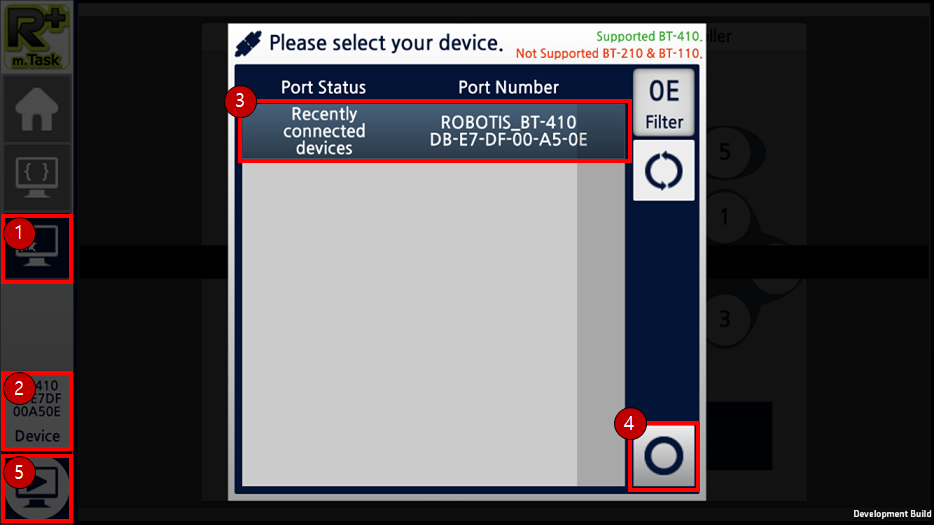 R+
m.Task
Please select your device.
Supported BT-410.
Not Supported BT-210 & BT-110.
ller
Port Status
Port Number
3
Recently
connected
devices
ROBOTIS_BT-410
DB-E7-DF-00-A5-0E
0E
Filter
{ }
5
1
1
3
2
410
E7DF
00A50E
Device
4
5
Development Build